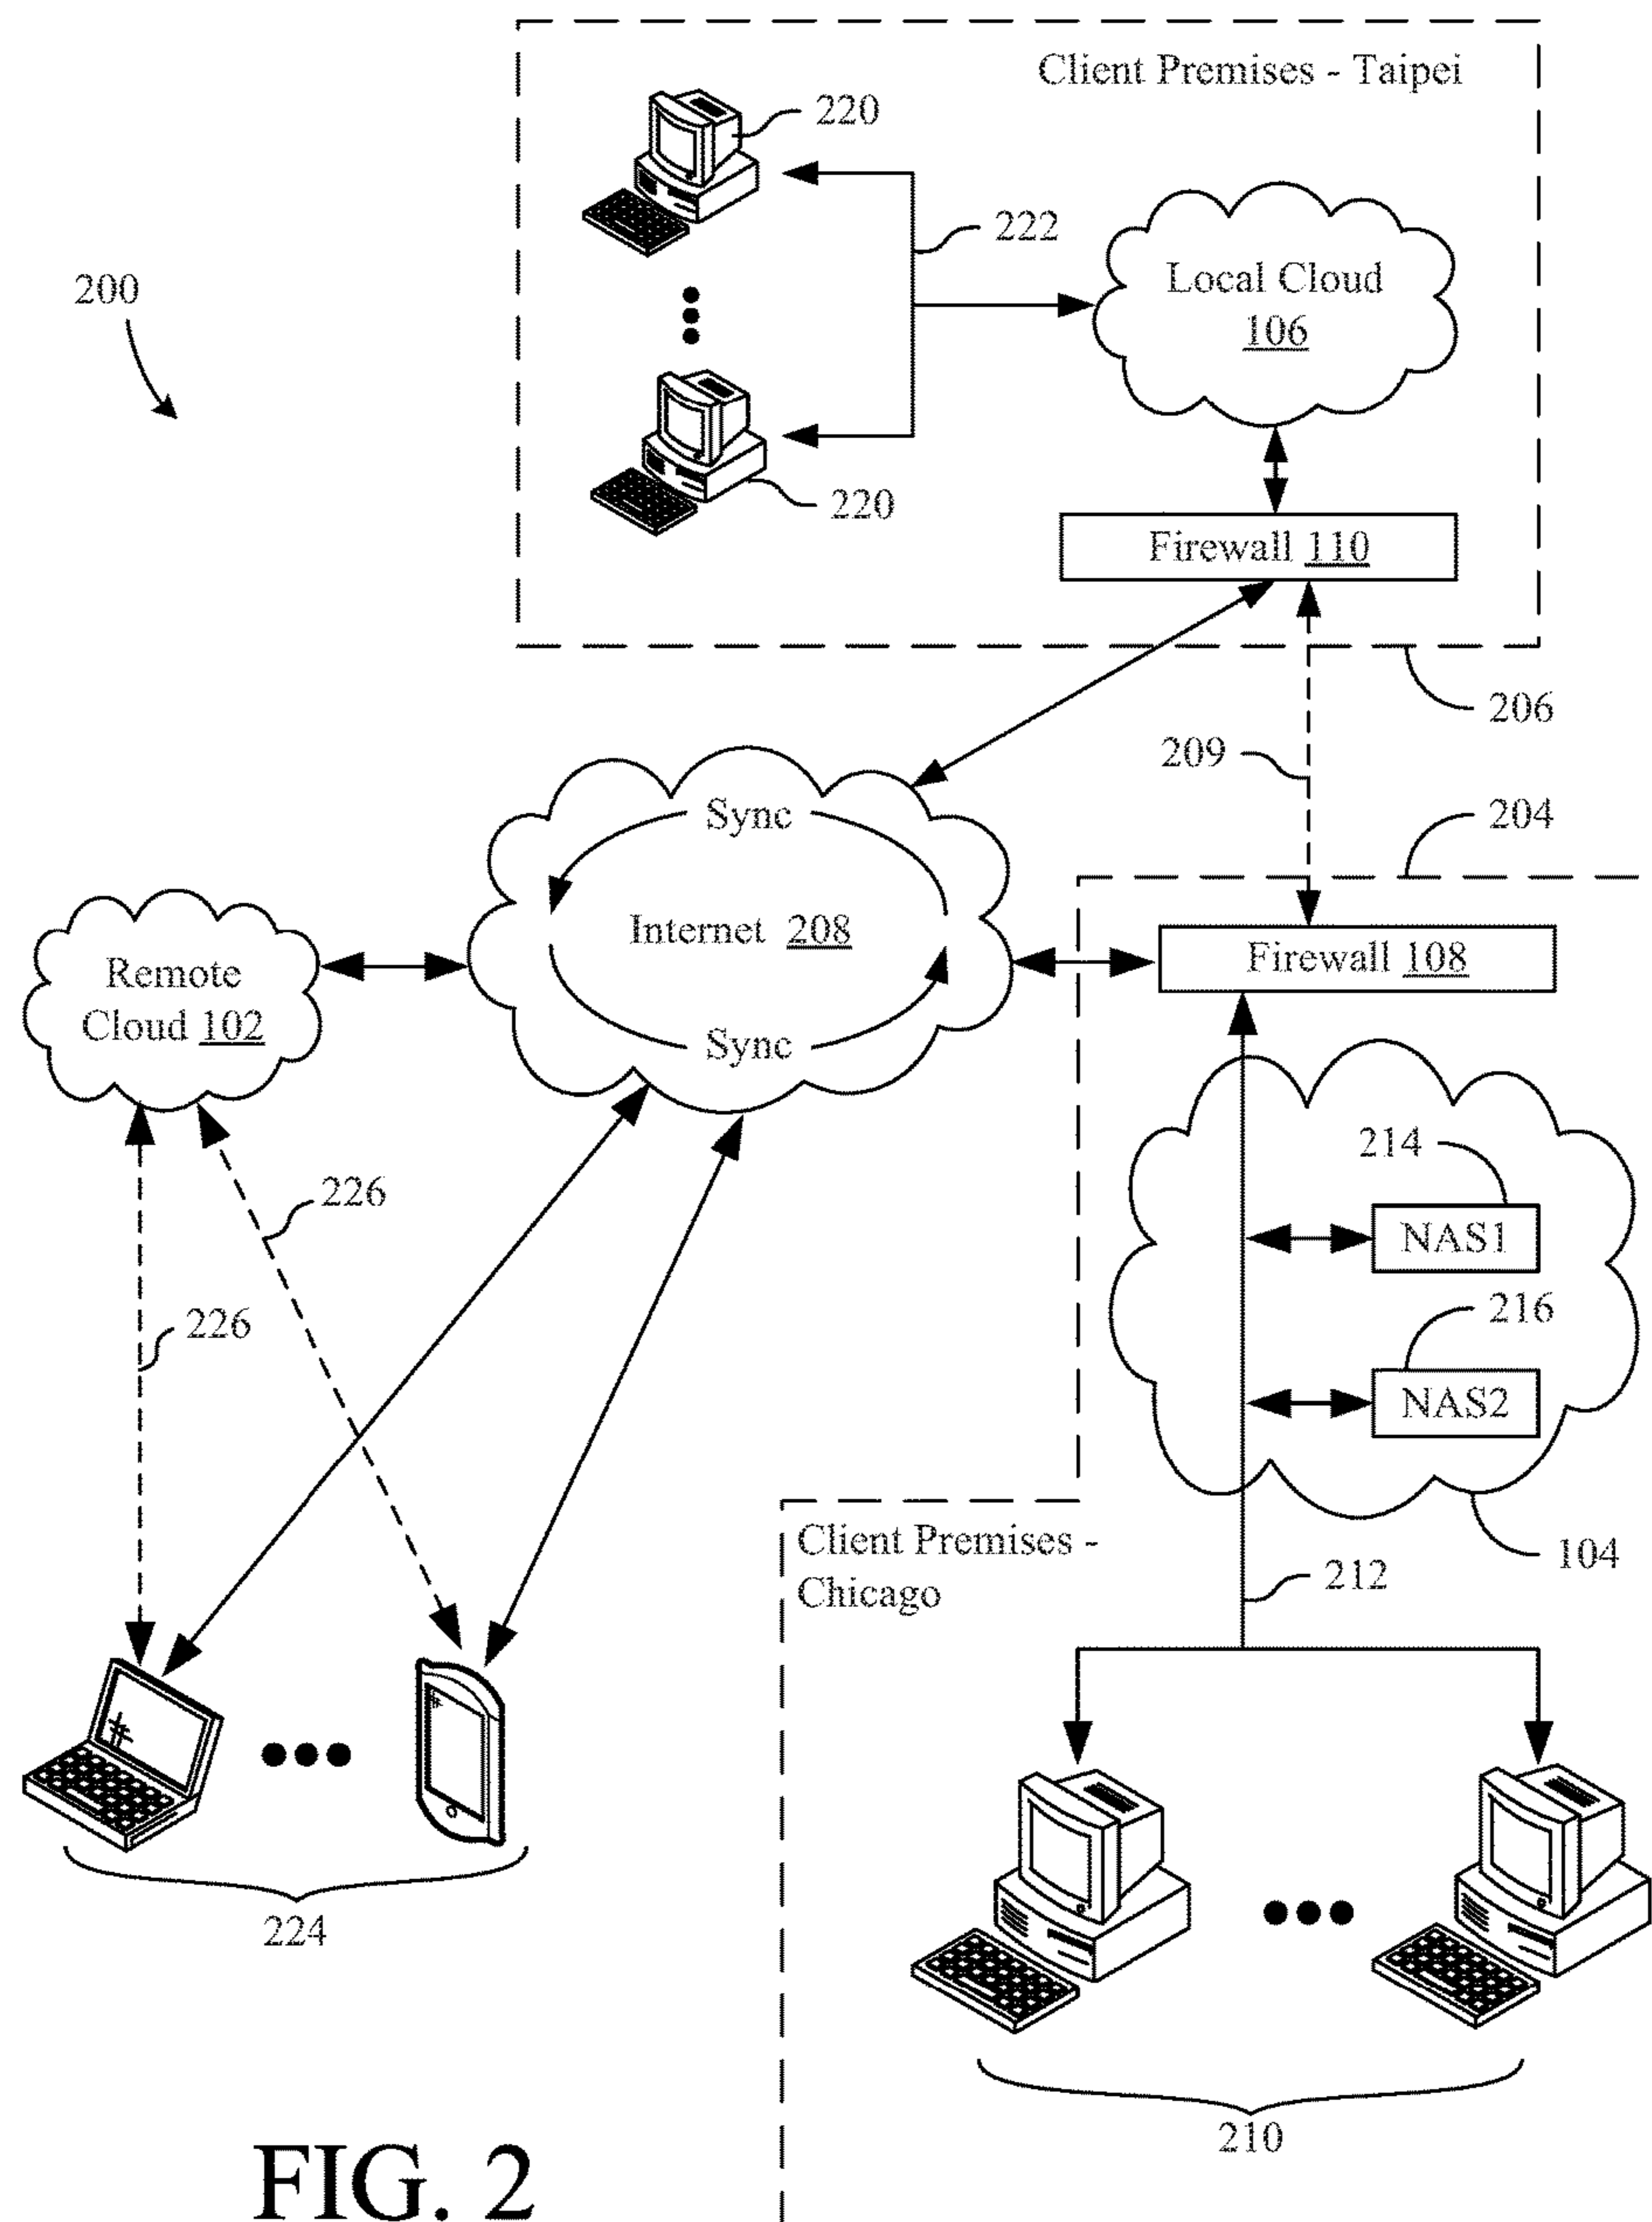 Client Premises - Taipei
220
222
200
Local Cloud
106
220
Firewall 110
206
209
204
Sync
Internet 208
Firewall 108
Remote
Cloud 102
Sync
214
226
NAS1
216
226
NAS2
Client Premises -
Chicago
104
212
224
210
FIG. 2